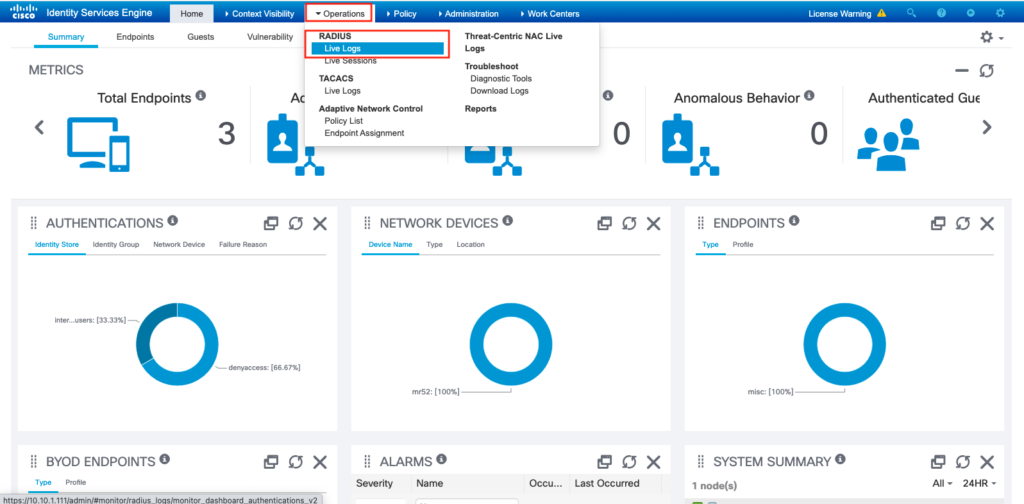 CISCO
Identity Services Engine
Home
Context Visibility
Operations
Policy
Administration
Work Centers
License Warning
Summary
Endpoints
Guests
Vulnerability
RADIUS
Live Logs
Live Sessions
TACACS
Live Logs
Adaptive Network Control
Policy List
Endpoint Assignment
Threat-Centric NAC Live
Logs
Troubleshoot
Diagnostic Tools
Download Logs
Reports
METRICS
Total Endpoints
3
0
Anomalous Behavior
0
Authenticated Gue
AUTHENTICATIONS
Identity Store
Identity Group
Network Device
Failure Reason
inter...users: [33.33%]
denyaccess: [66.67%]
NETWORK DEVICES
Device Name
Type
Location
mr52: [100%]
ENDPOINTS
Type
Profile
misc: [100%]
BYOD ENDPOINTS
Type
Profile
ALARMS
Severity
Name
Occu...
Last Occurred
SYSTEM SUMMARY
1 node(s)
All
24HR
https://10.10.1.111/admin/#monitor/radius_logs/monitor_dashboard_authentications_v2